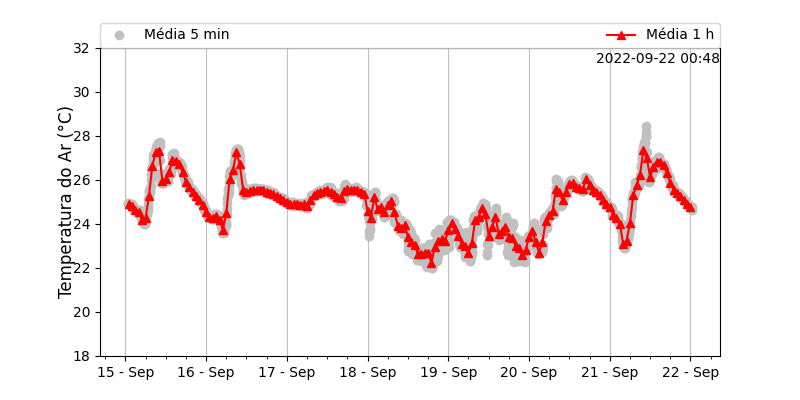 Média 5 min
Média 1 h
2022-09-22 00:48
Temperatura do Ar (°C)
32
30
28
26
24
22
20
18
15 - Sep
16 - Sep
17 - Sep
18 - Sep
19 - Sep
20 - Sep
21 - Sep
22 - Sep